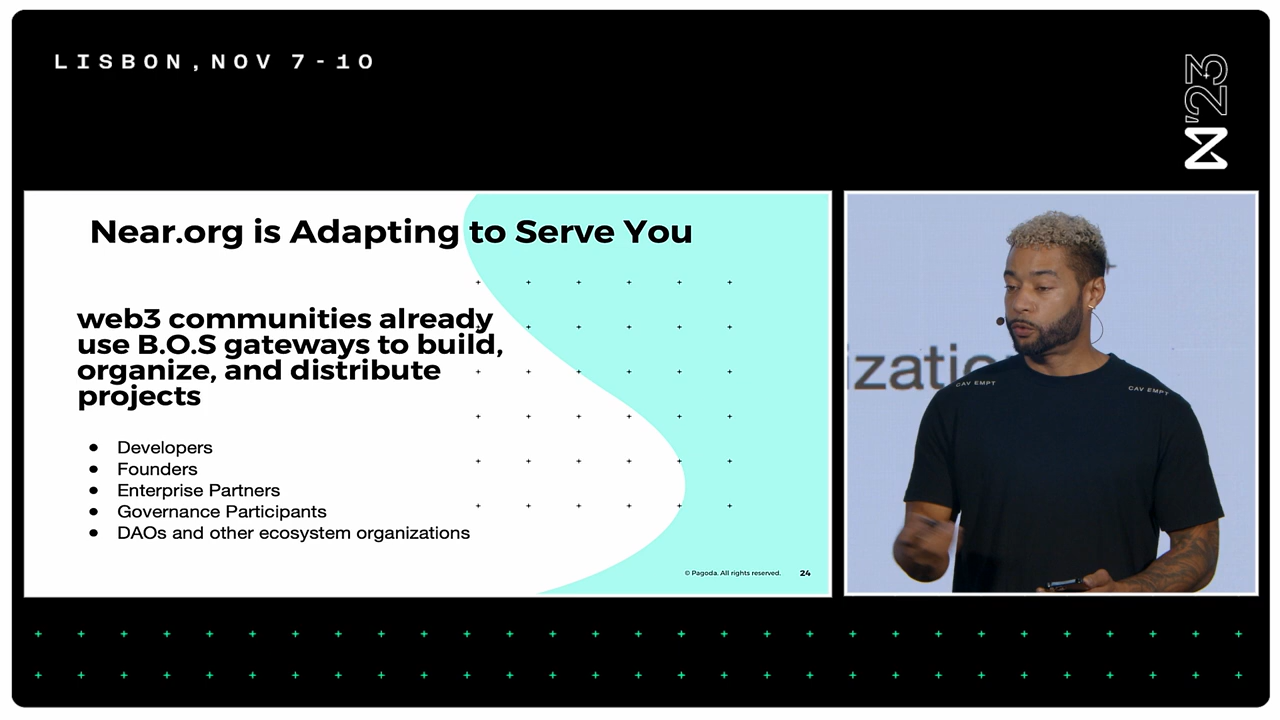 LISBON, NOV 7-10
'23
Near.org is Adapting to Serve You
web3 communities already
use B.O.S gateways to build,
organize, and distribute
projects
● Developers
● Founders
● Enterprise Partners
● Governance Participants
● DAOs and other ecosystem organizations
© Pagoda. All rights reserved. 24
CAV EMPT
CAV EMPT